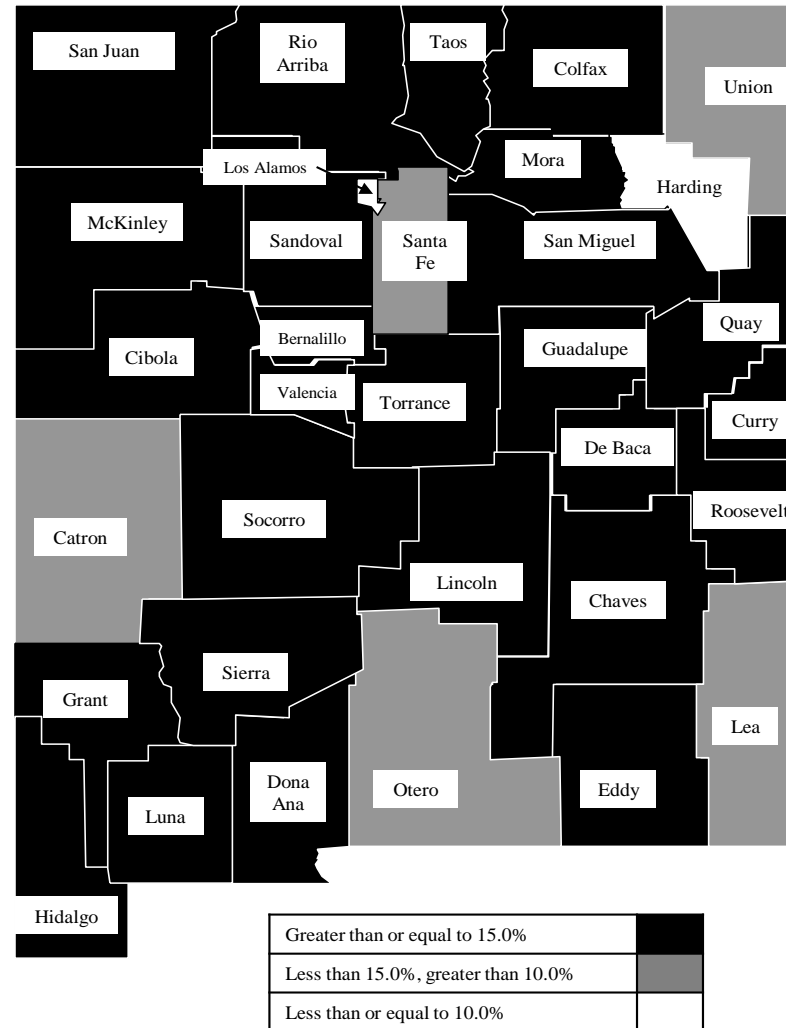 San Juan
Rio
Arriba
Taos
Colfax
Union
Los Alamos
Mora
Harding
McKinley
Sandoval
Santa
Fe
San Miguel
Quay
Bernalillo
Guadalupe
Cibola
Valencia
Torrance
Curry
De Baca
Roosevelt
Socorro
Catron
Lincoln
Chaves
Sierra
Grant
Lea
Dona
Ana
Otero
Eddy
Luna
Hidalgo
Greater than or equal to 15.0%
Less than 15.0%, greater than 10.0%
Less than or equal to 10.0%